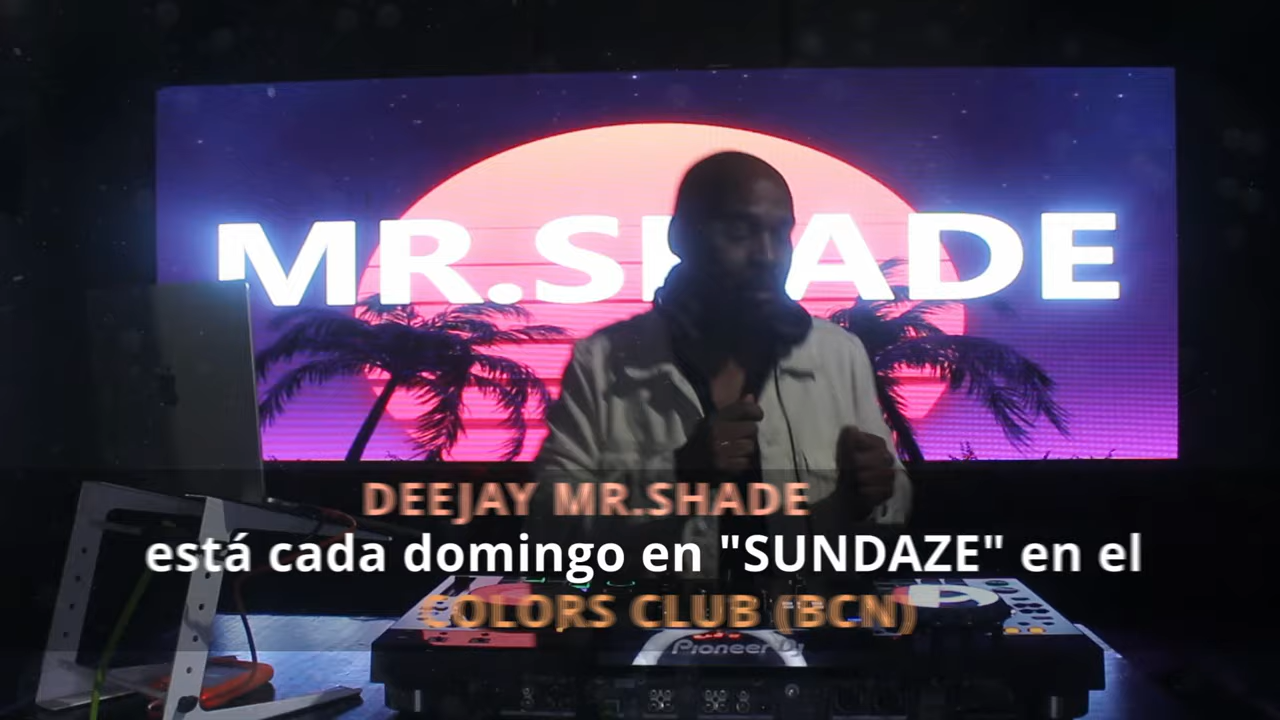 MR.SHADE
DEEJAY MR.SHADE
está cada domingo en "SUNDAZE" en el
COLORS CLUB (BCN)
Pioneer Dj